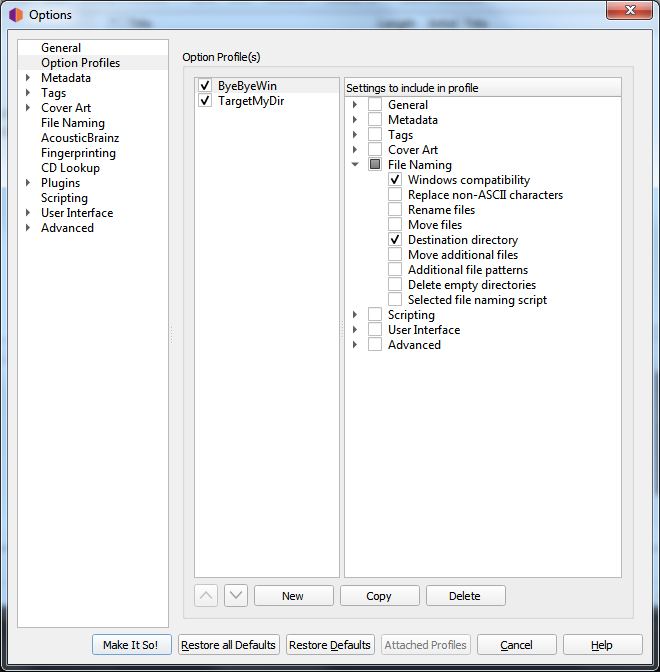 Options
General
Option Profiles
Metadata
Tags
Cover Art
File Naming
AcousticBrainz
Fingerprinting
CD Lookup
Plugins
Scripting
User Interface
Advanced
Option Profile(s)
ByeByeWin
TargetMyDir
Settings to include in profile
General
Metadata
Tags
Cover Art
File Naming
Windows compatibility
Replace non-ASCII characters
Rename files
Move files
Destination directory
Move additional files
Additional file patterns
Delete empty directories
Selected file naming script
Scripting
User Interface
Advanced
New
Copy
Delete
Make It So!
Restore all Defaults
Restore Defaults
Attached Profiles
Cancel
Help